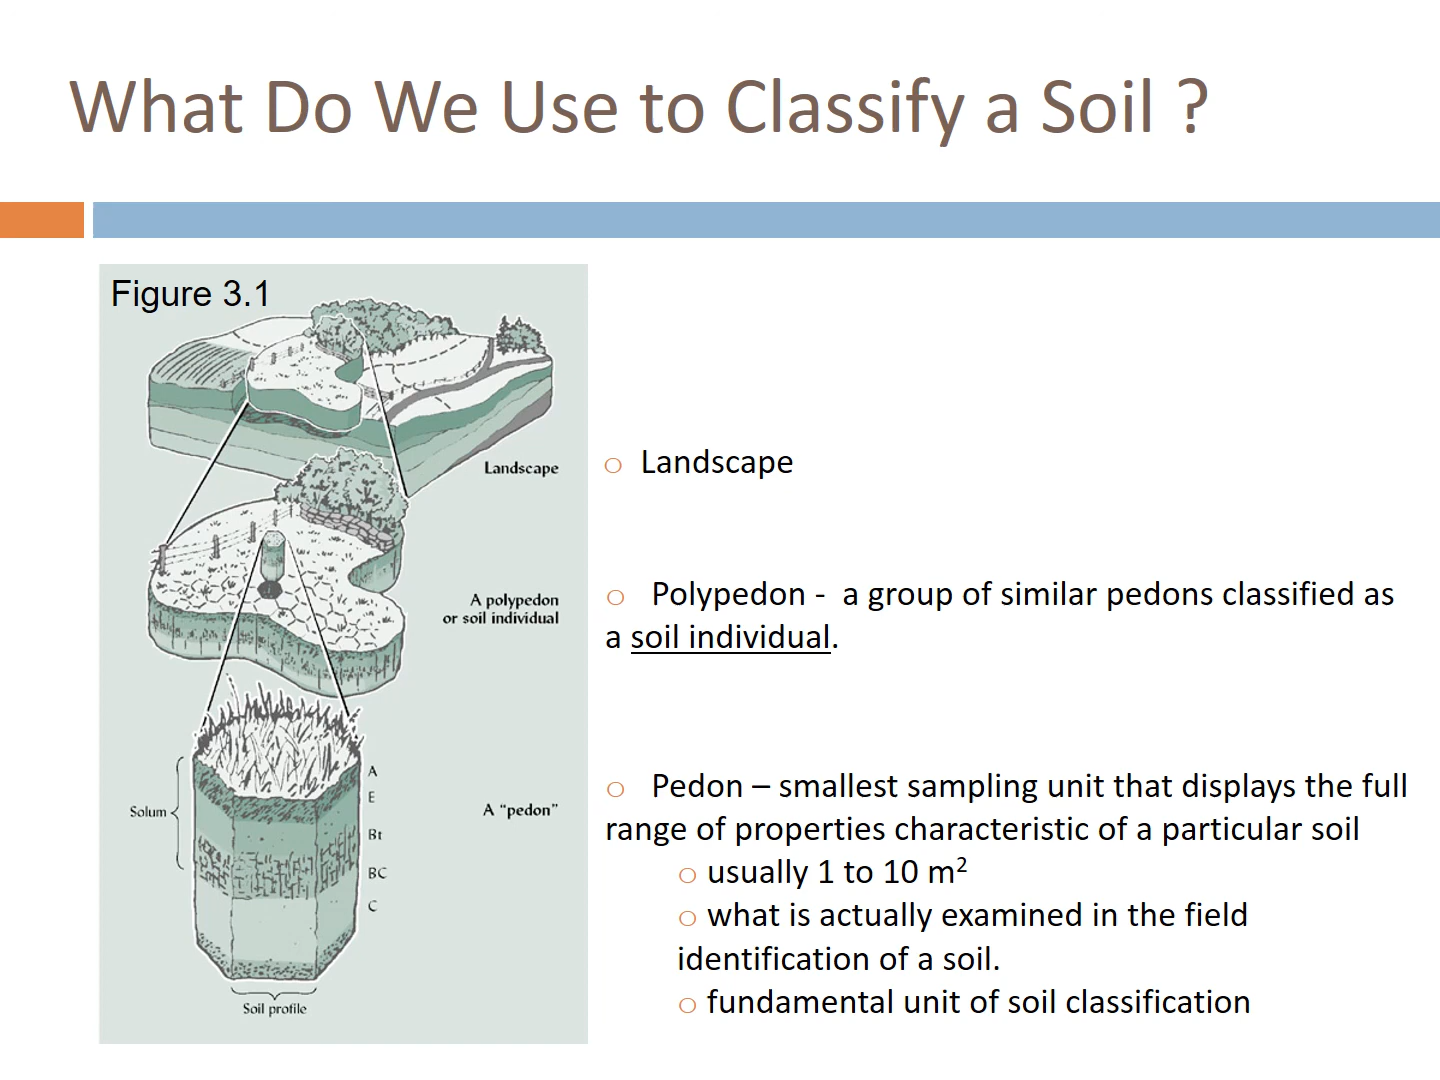 What Do We Use to Classify a Soil ?
Figure 3.1
Landscape
A polypedon
or soil individual
Solum
A
E
Bt
BC
C
A "pedon"
Soil profile
○ Landscape
○ Polypedon - a group of similar pedons classified as
a soil individual.
○ Pedon – smallest sampling unit that displays the full
range of properties characteristic of a particular soil
○ usually 1 to 10 m²
○ what is actually examined in the field
identification of a soil.
○ fundamental unit of soil classification